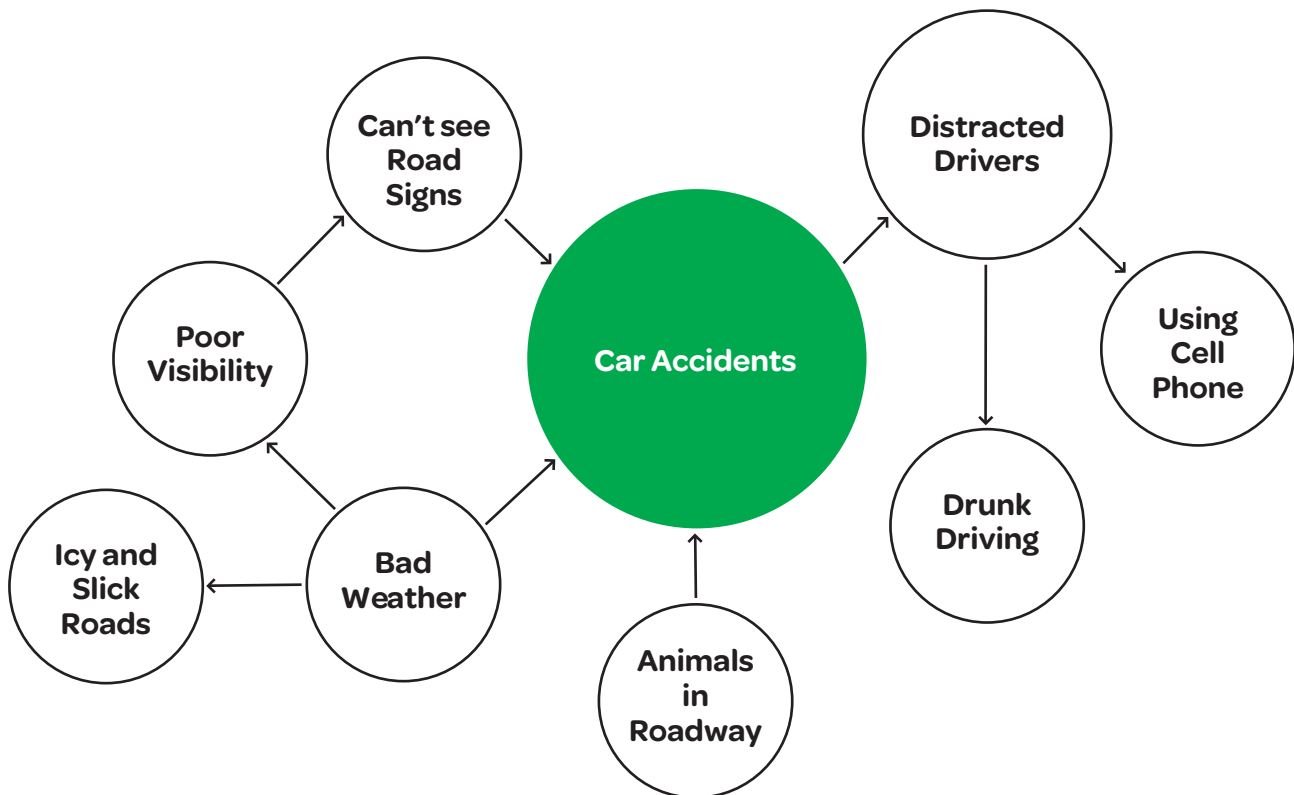 Can't see
Road
Signs
Distracted
Drivers
Poor
Visibility
Car Accidents
Using
Cell
Phone
Icy and
Slick
Roads
Bad
Weather
Drunk
Driving
Animals
in
Roadway